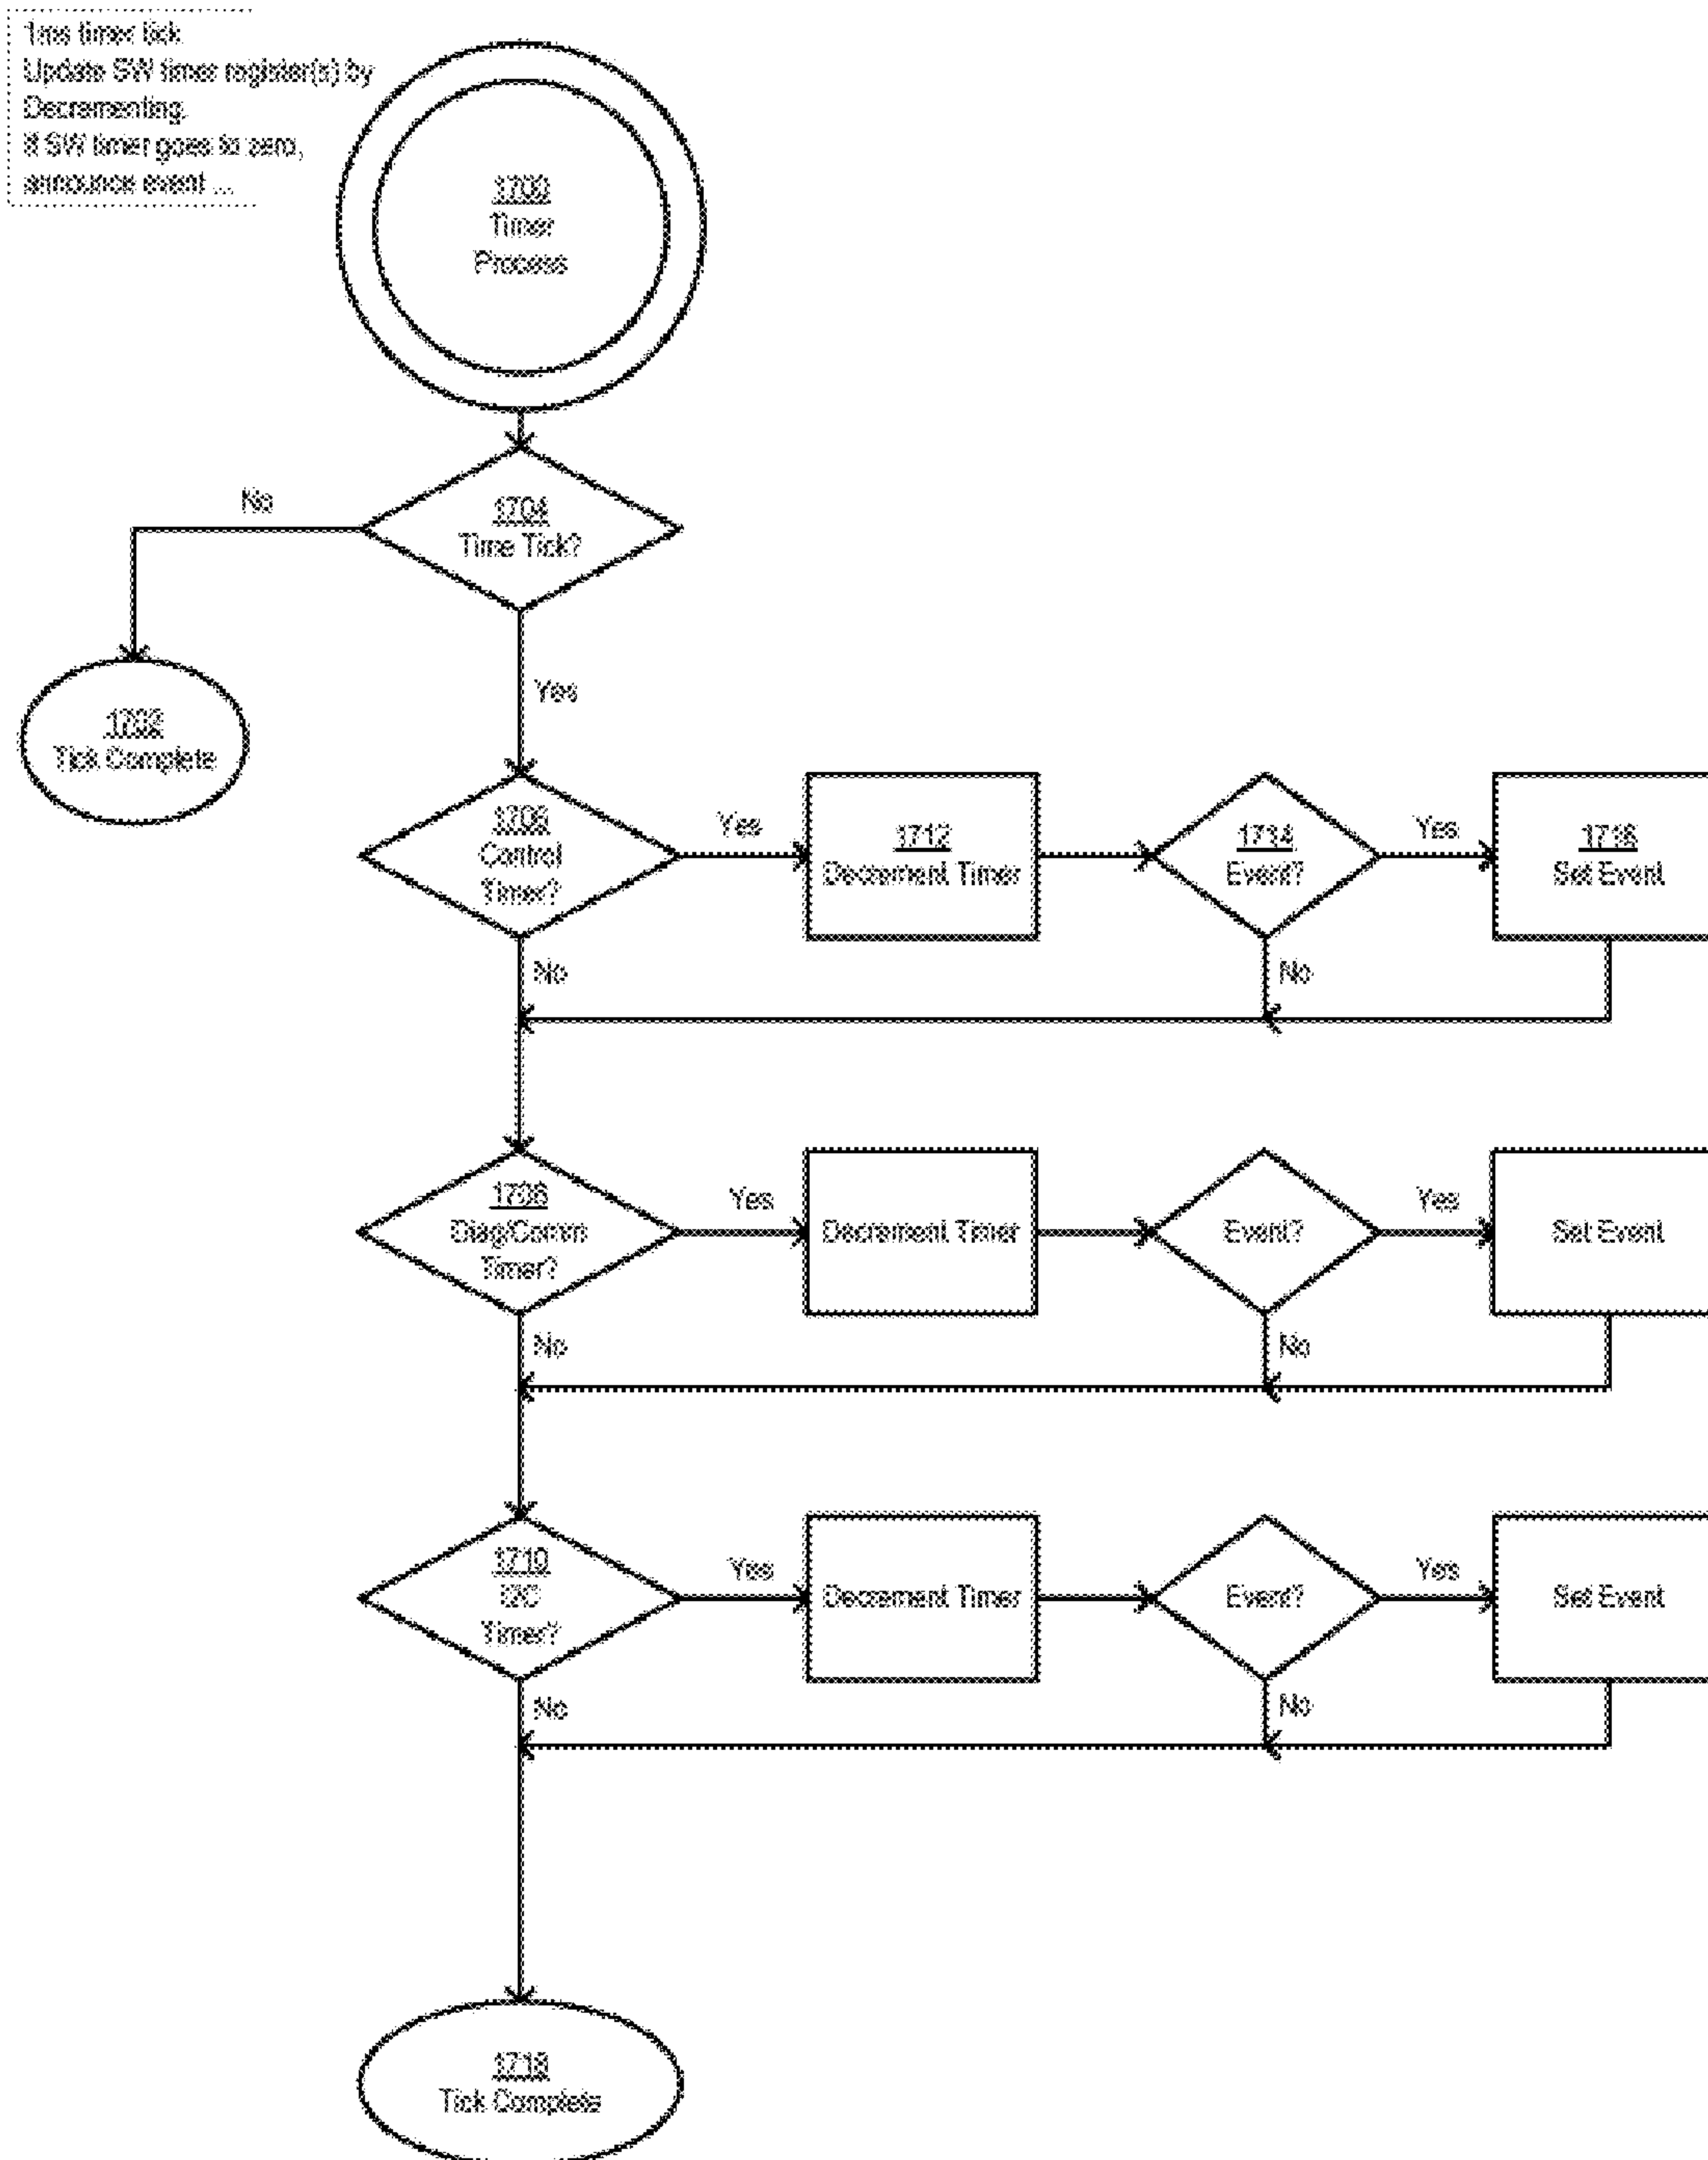 1ms timer tick
Update SW timer register(s) by
Decrementing.
If SW timer goes to zero,
announce event ...
1700
Timer
Process
No
1704
Time Tick?
Yes
1702
Tick Complete
1706
Control
Timer?
Yes
1712
Decrement Timer
1714
Event?
Yes
1716
Set Event
No
No
1708
Diag/Comm
Timer?
Yes
Decrement Timer
Event?
Yes
Set Event
No
No
1710
I2C
Timer?
Yes
Decrement Timer
Event?
Yes
Set Event
No
No
1718
Tick Complete